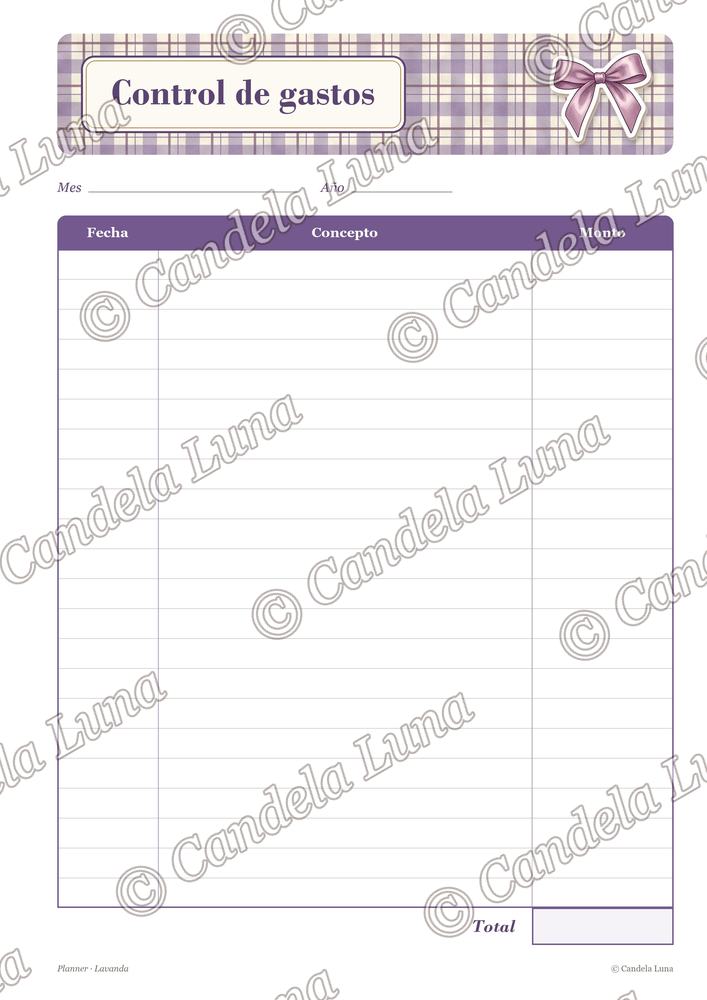 Control de gastos
Mes
Año
Fecha Concepto Monto
Total
Planner · Lavanda
© Candela Luna
© Candela Luna
© Candela Luna
© Candela Luna
© Candela Luna
© Candela Luna
© Candela Luna
© Candela Luna